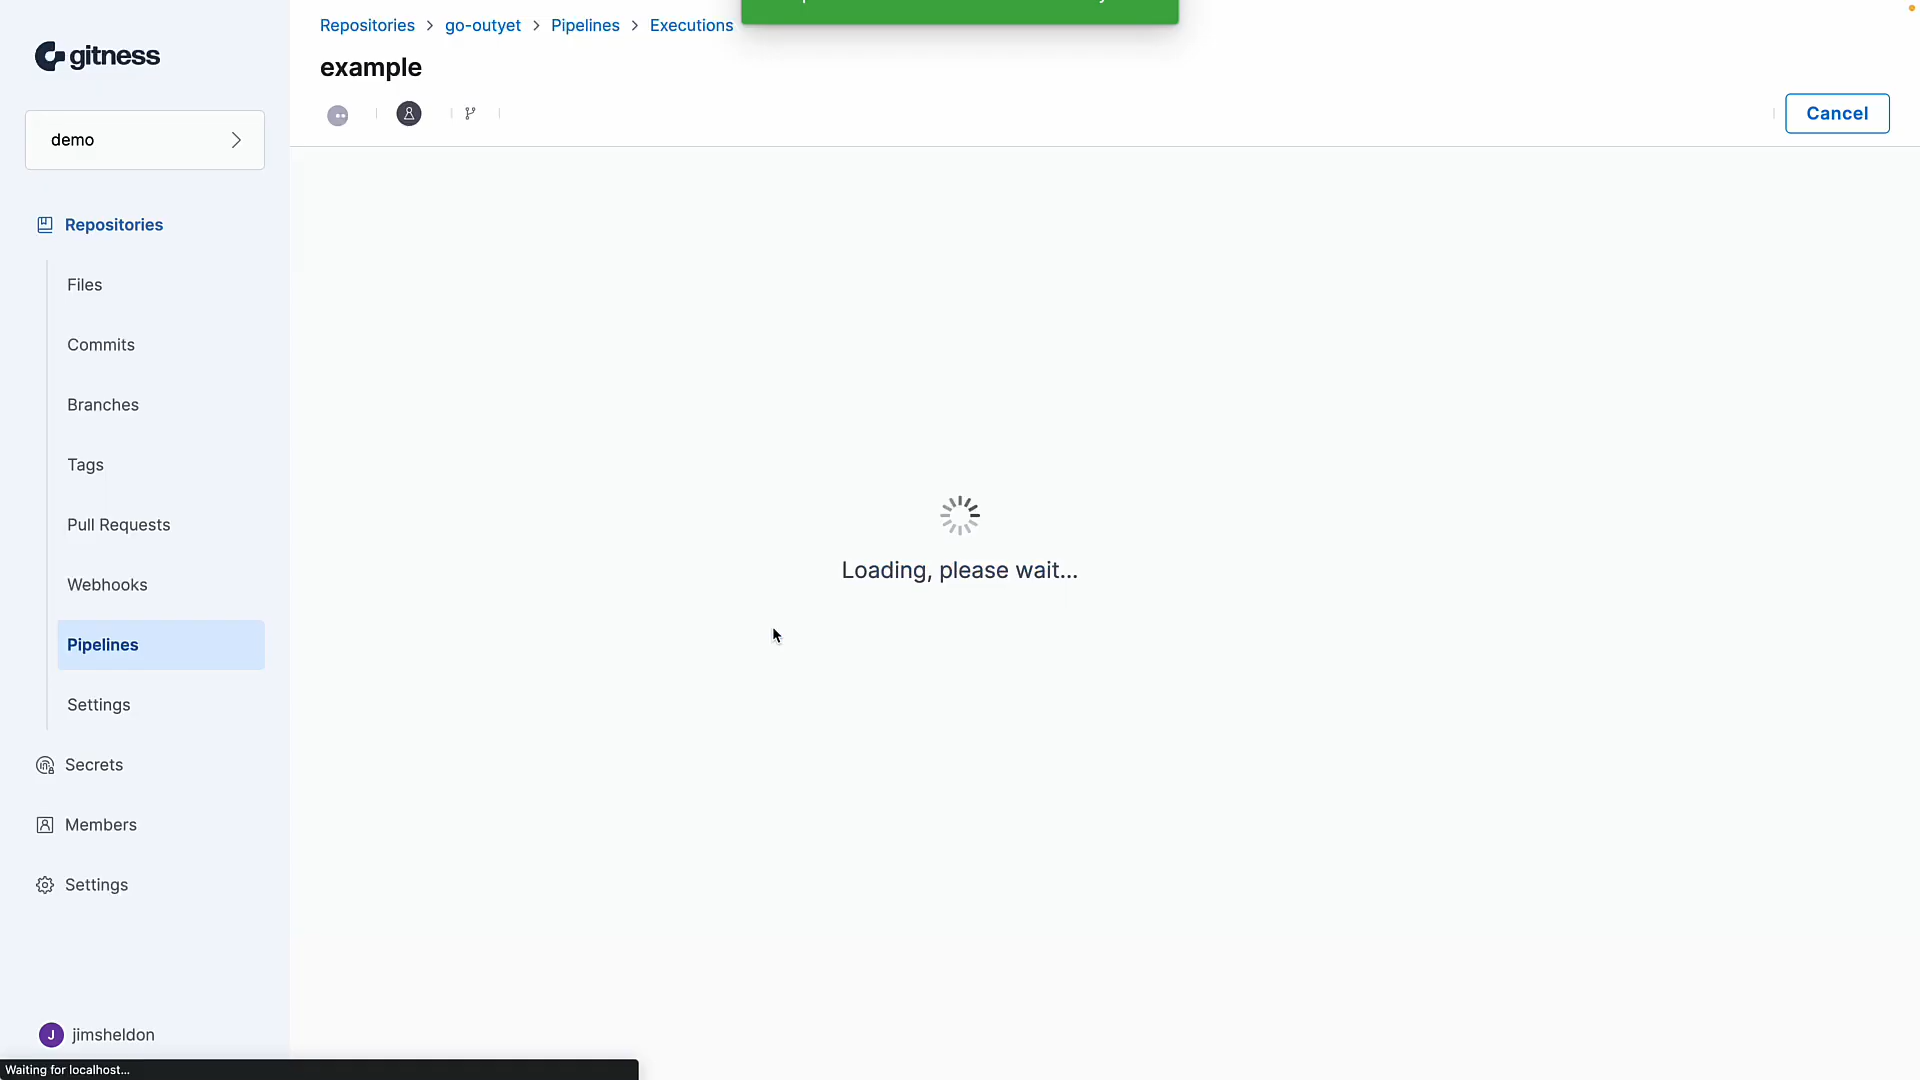 Repositories > go-outyet > Pipelines > Executions
gitness
example
Cancel
demo
Repositories
Files
Commits
Branches
Tags
Pull Requests
Loading, please wait...
Webhooks
Pipelines
Settings
Secrets
Members
Settings
J jimsheldon
Waiting for localhost...